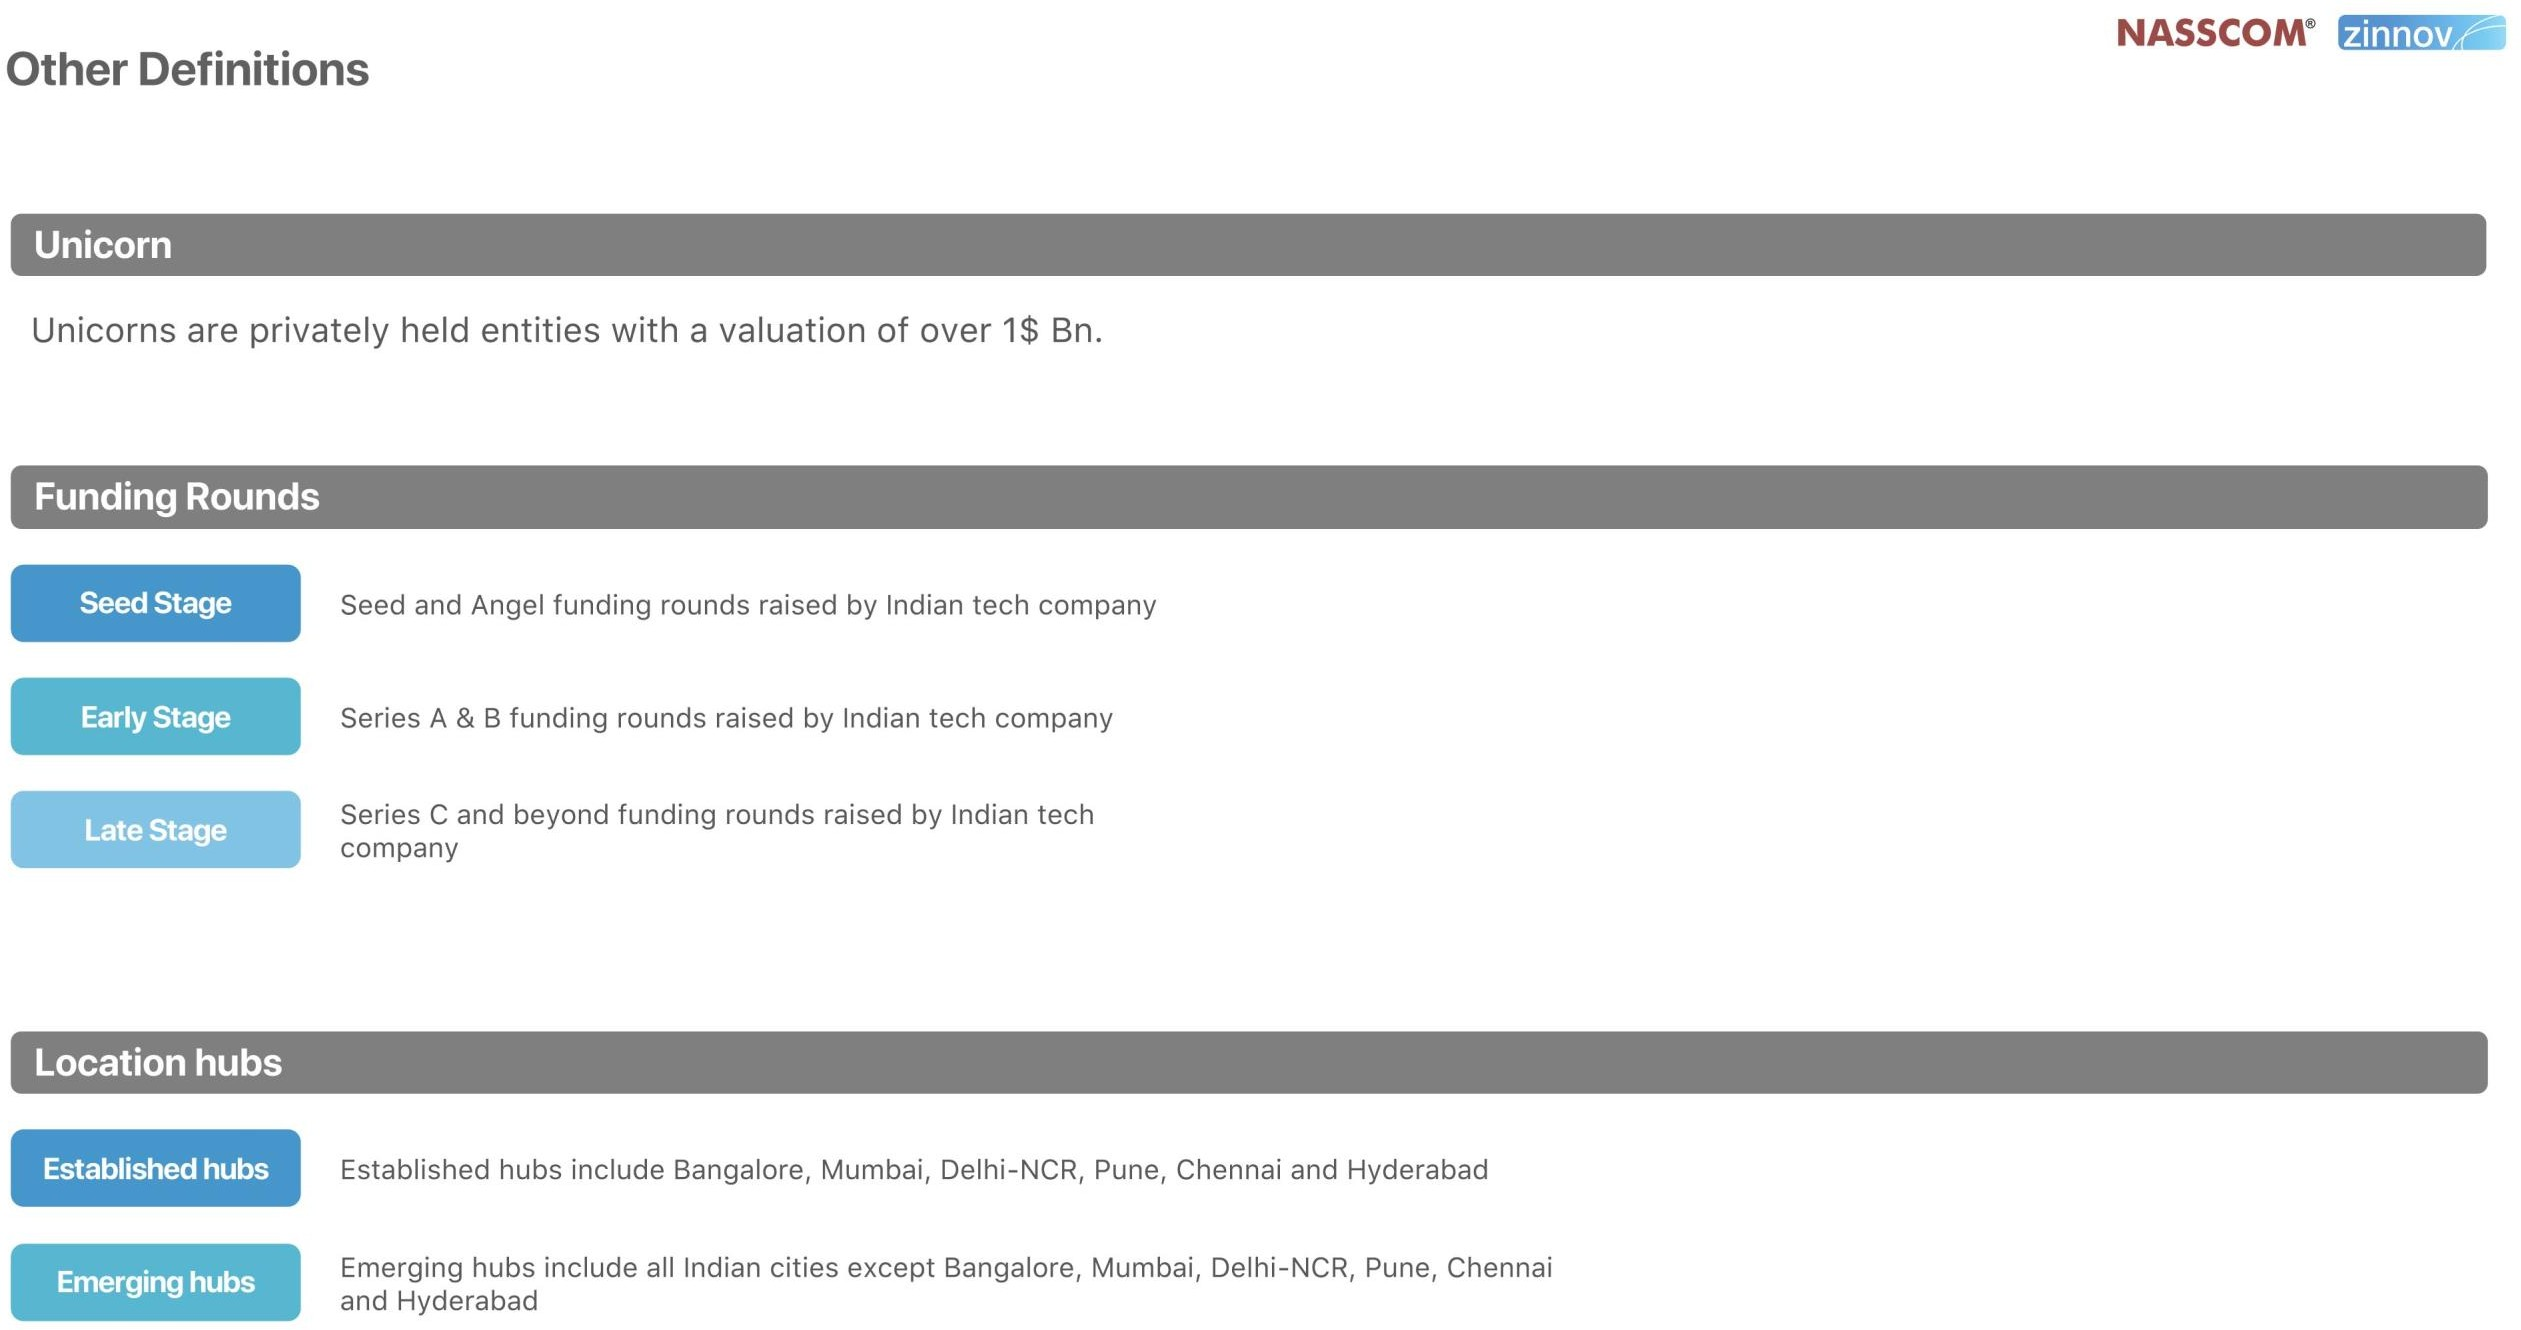 NASSCOM® zinnov
Other Definitions
Unicorn
Unicorns are privately held entities with a valuation of over 1$ Bn.
Funding Rounds
Seed Stage
Seed and Angel funding rounds raised by Indian tech company
Early Stage
Series A & B funding rounds raised by Indian tech company
Late Stage
Series C and beyond funding rounds raised by Indian tech
company
Location hubs
Established hubs
Established hubs include Bangalore, Mumbai, Delhi-NCR, Pune, Chennai and Hyderabad
Emerging hubs
Emerging hubs include all Indian cities except Bangalore, Mumbai, Delhi-NCR, Pune, Chennai
and Hyderabad